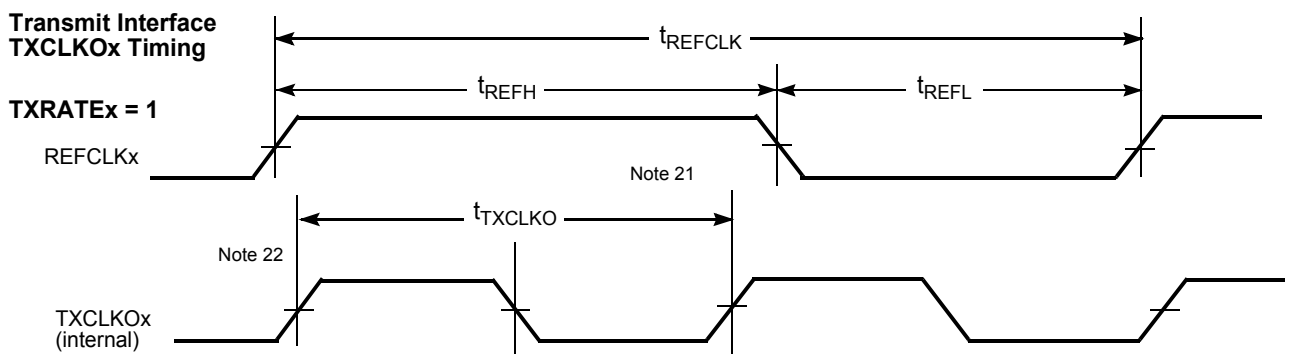 Transmit Interface
TXCLKOx Timing
tREFCLK
tREFH
tREFL
TXRATEx = 1
REFCLKx
Note 21
tTXCLKO
Note 22
TXCLKOx
(internal)